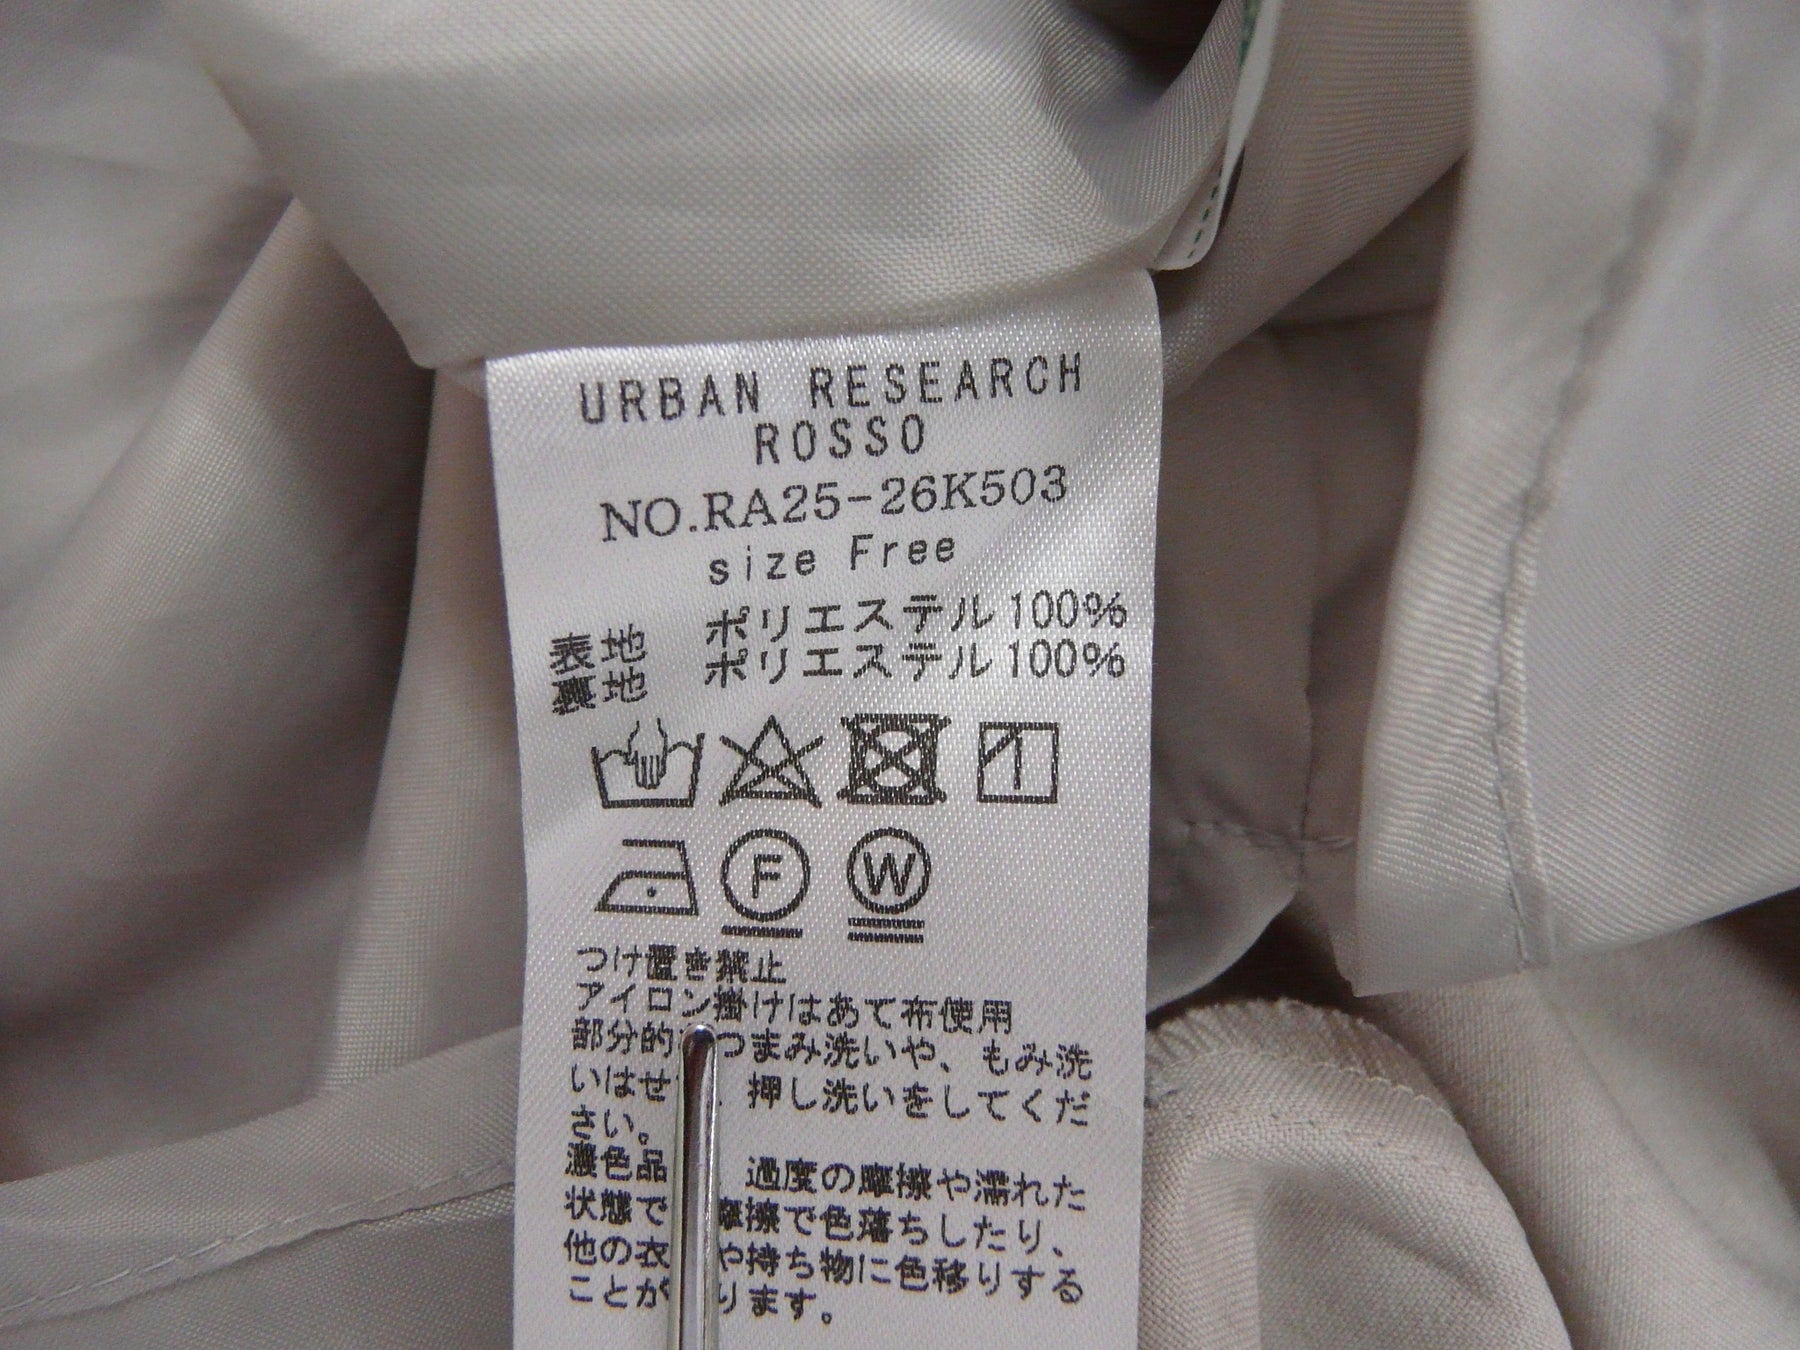 URBAN RESEARCH
ROSSO
NO.RA25-26K503
size Free
表地 ポリエステル100%
裏地 ポリエステル100%
F W
つけ置き禁止
アイロン掛けはあて布使用
部分的 つまみ洗いや、もみ洗
いはせ 、押し洗いをしてくだ
さい。
濃色品 過度の摩擦や濡れた
状態で 摩擦で色落ちしたり、
他の衣 や持ち物に色移りする
ことが ります。